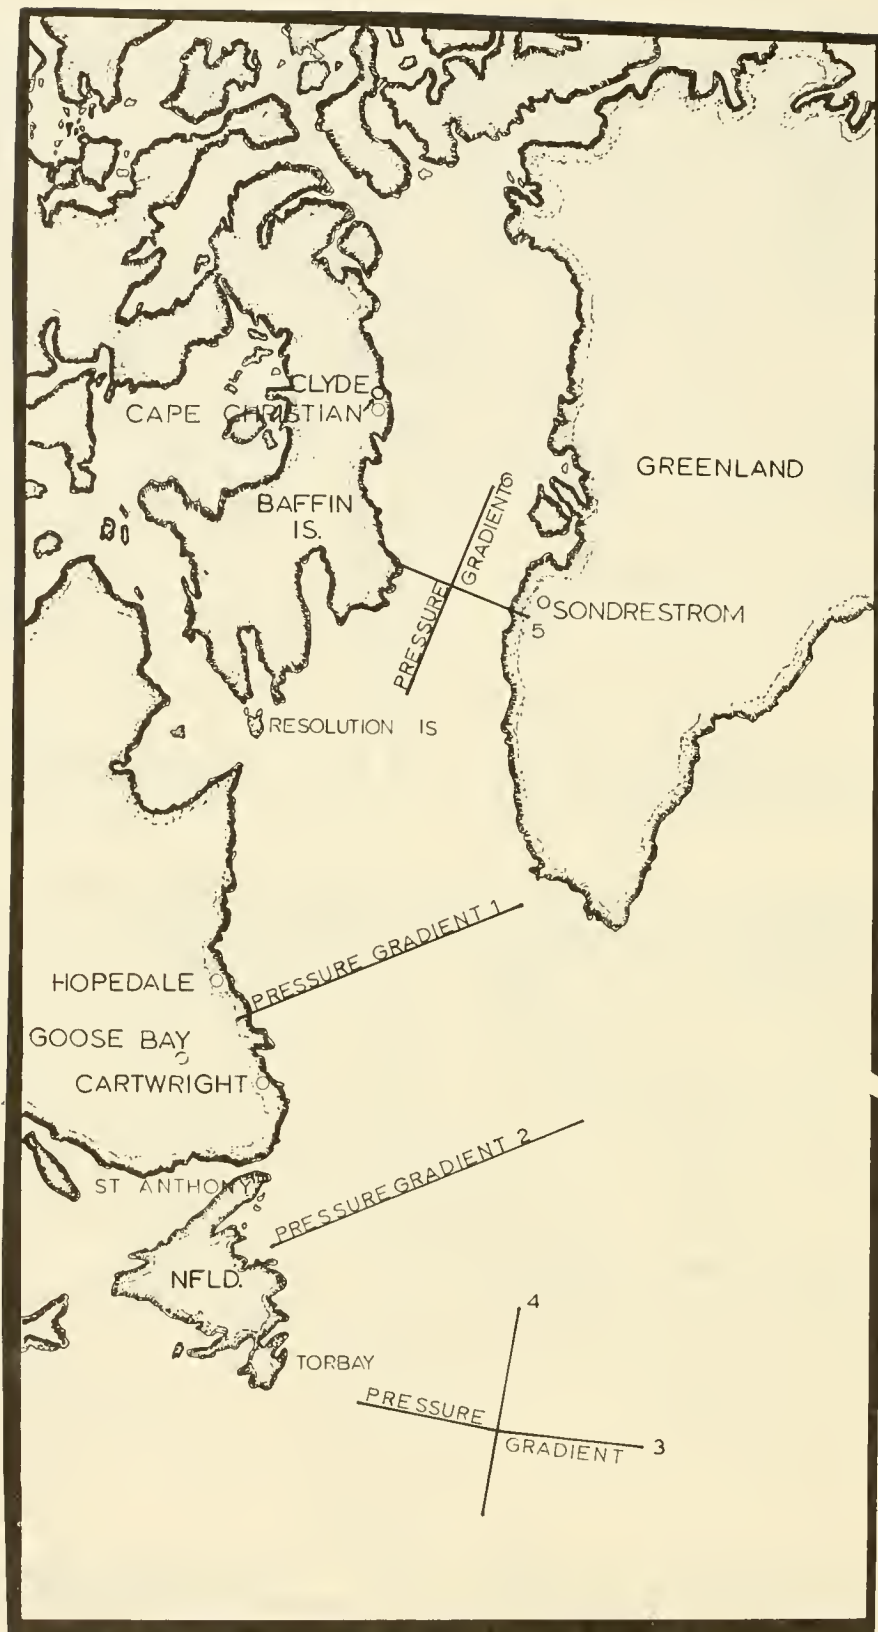 CLYDE
CAPE CHRISTIAN
GREENLAND
BAFFIN
IS.
PRESSURE GRADIENT 6
SONDRESTROM
5
RESOLUTION IS
PRESSURE GRADIENT 1
HOPEDALE
GOOSE BAY
CARTWRIGHT
PRESSURE GRADIENT 2
ST ANTHONY
NFLD.
4
TORBAY
PRESSURE
GRADIENT 3